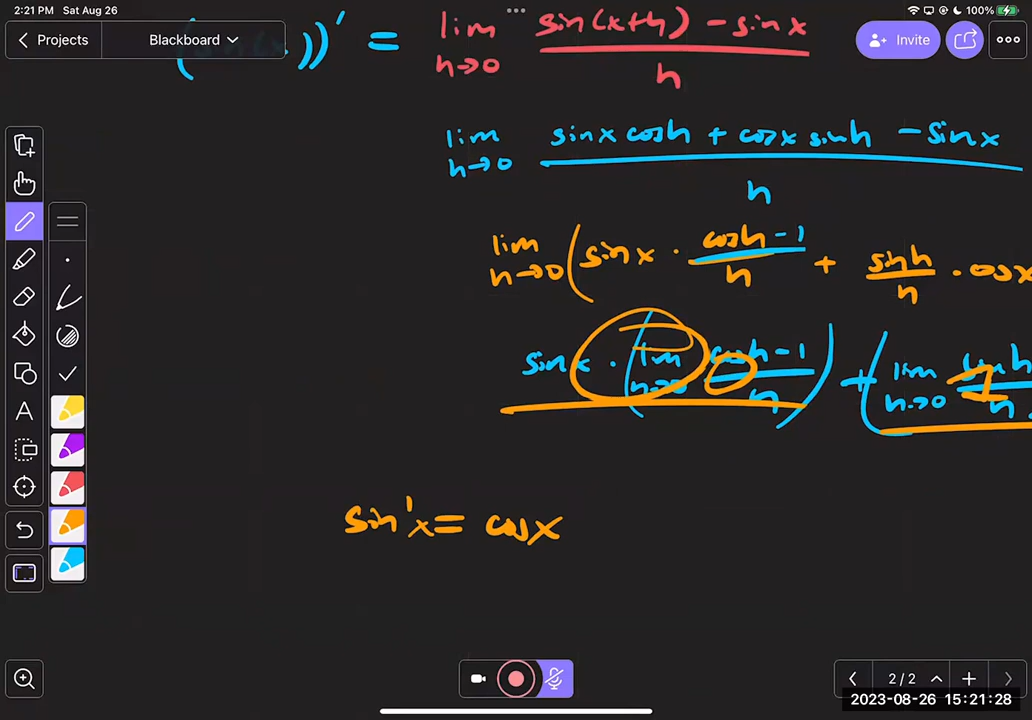 2:21 PM Sat Aug 26
100%
Projects
Blackboard
Invite
))' = lim h→0 sin(x+h) - sinx / h
lim h→0 sinx cosh + cosx sinh - sinx / h
lim h→0 (sinx · cosh - 1 / h + sinh / h · cosx
sinx · (lim h→0 cosh - 1 / h) + (lim h→0 sinh / h
sin'x = cosx
A
2 / 2
2023-08-26 15:21:28